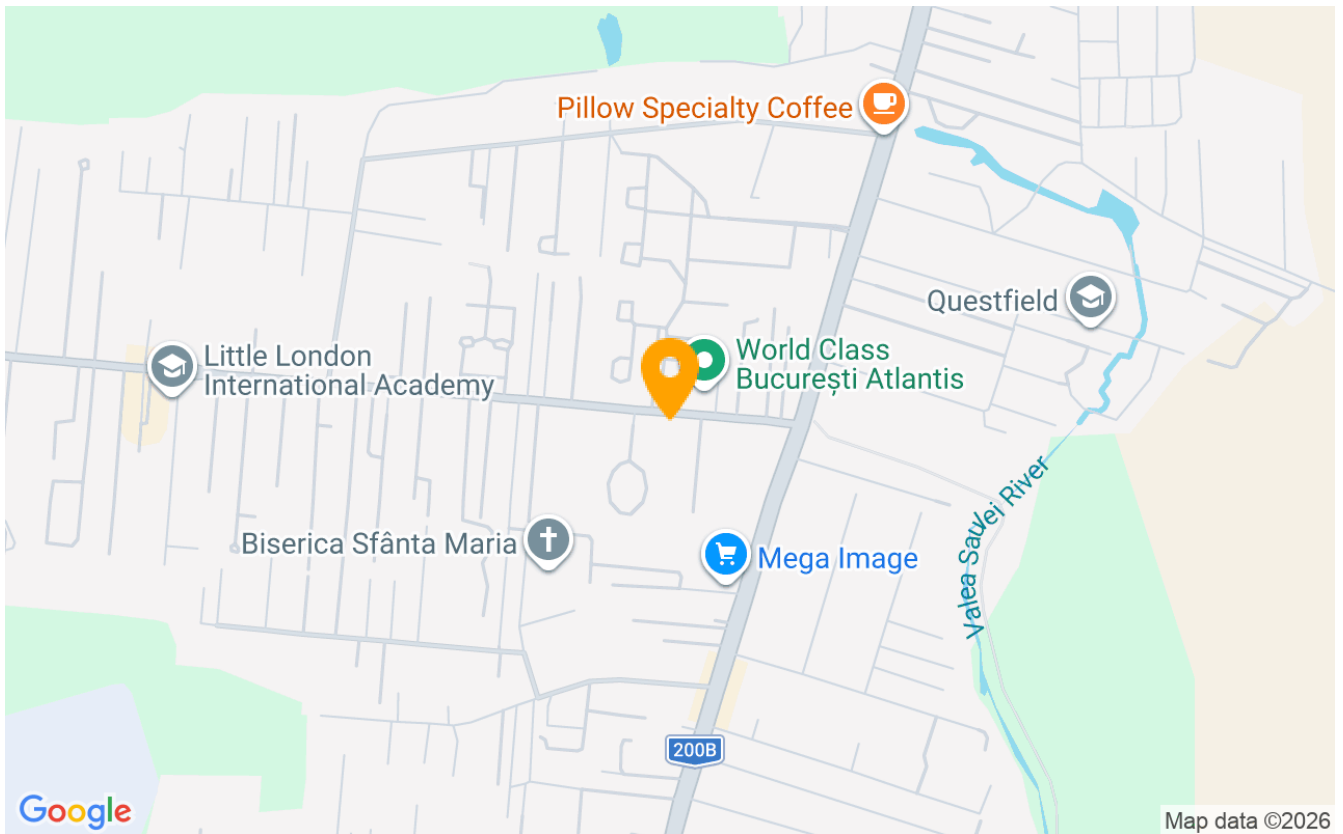 Pillow Specialty Coffee
Questfield
World Class
București Atlantis
Little London
International Academy
Biserica Sfânta Maria
Mega Image
Valea Saulei River
200B
Google
Map data ©2026